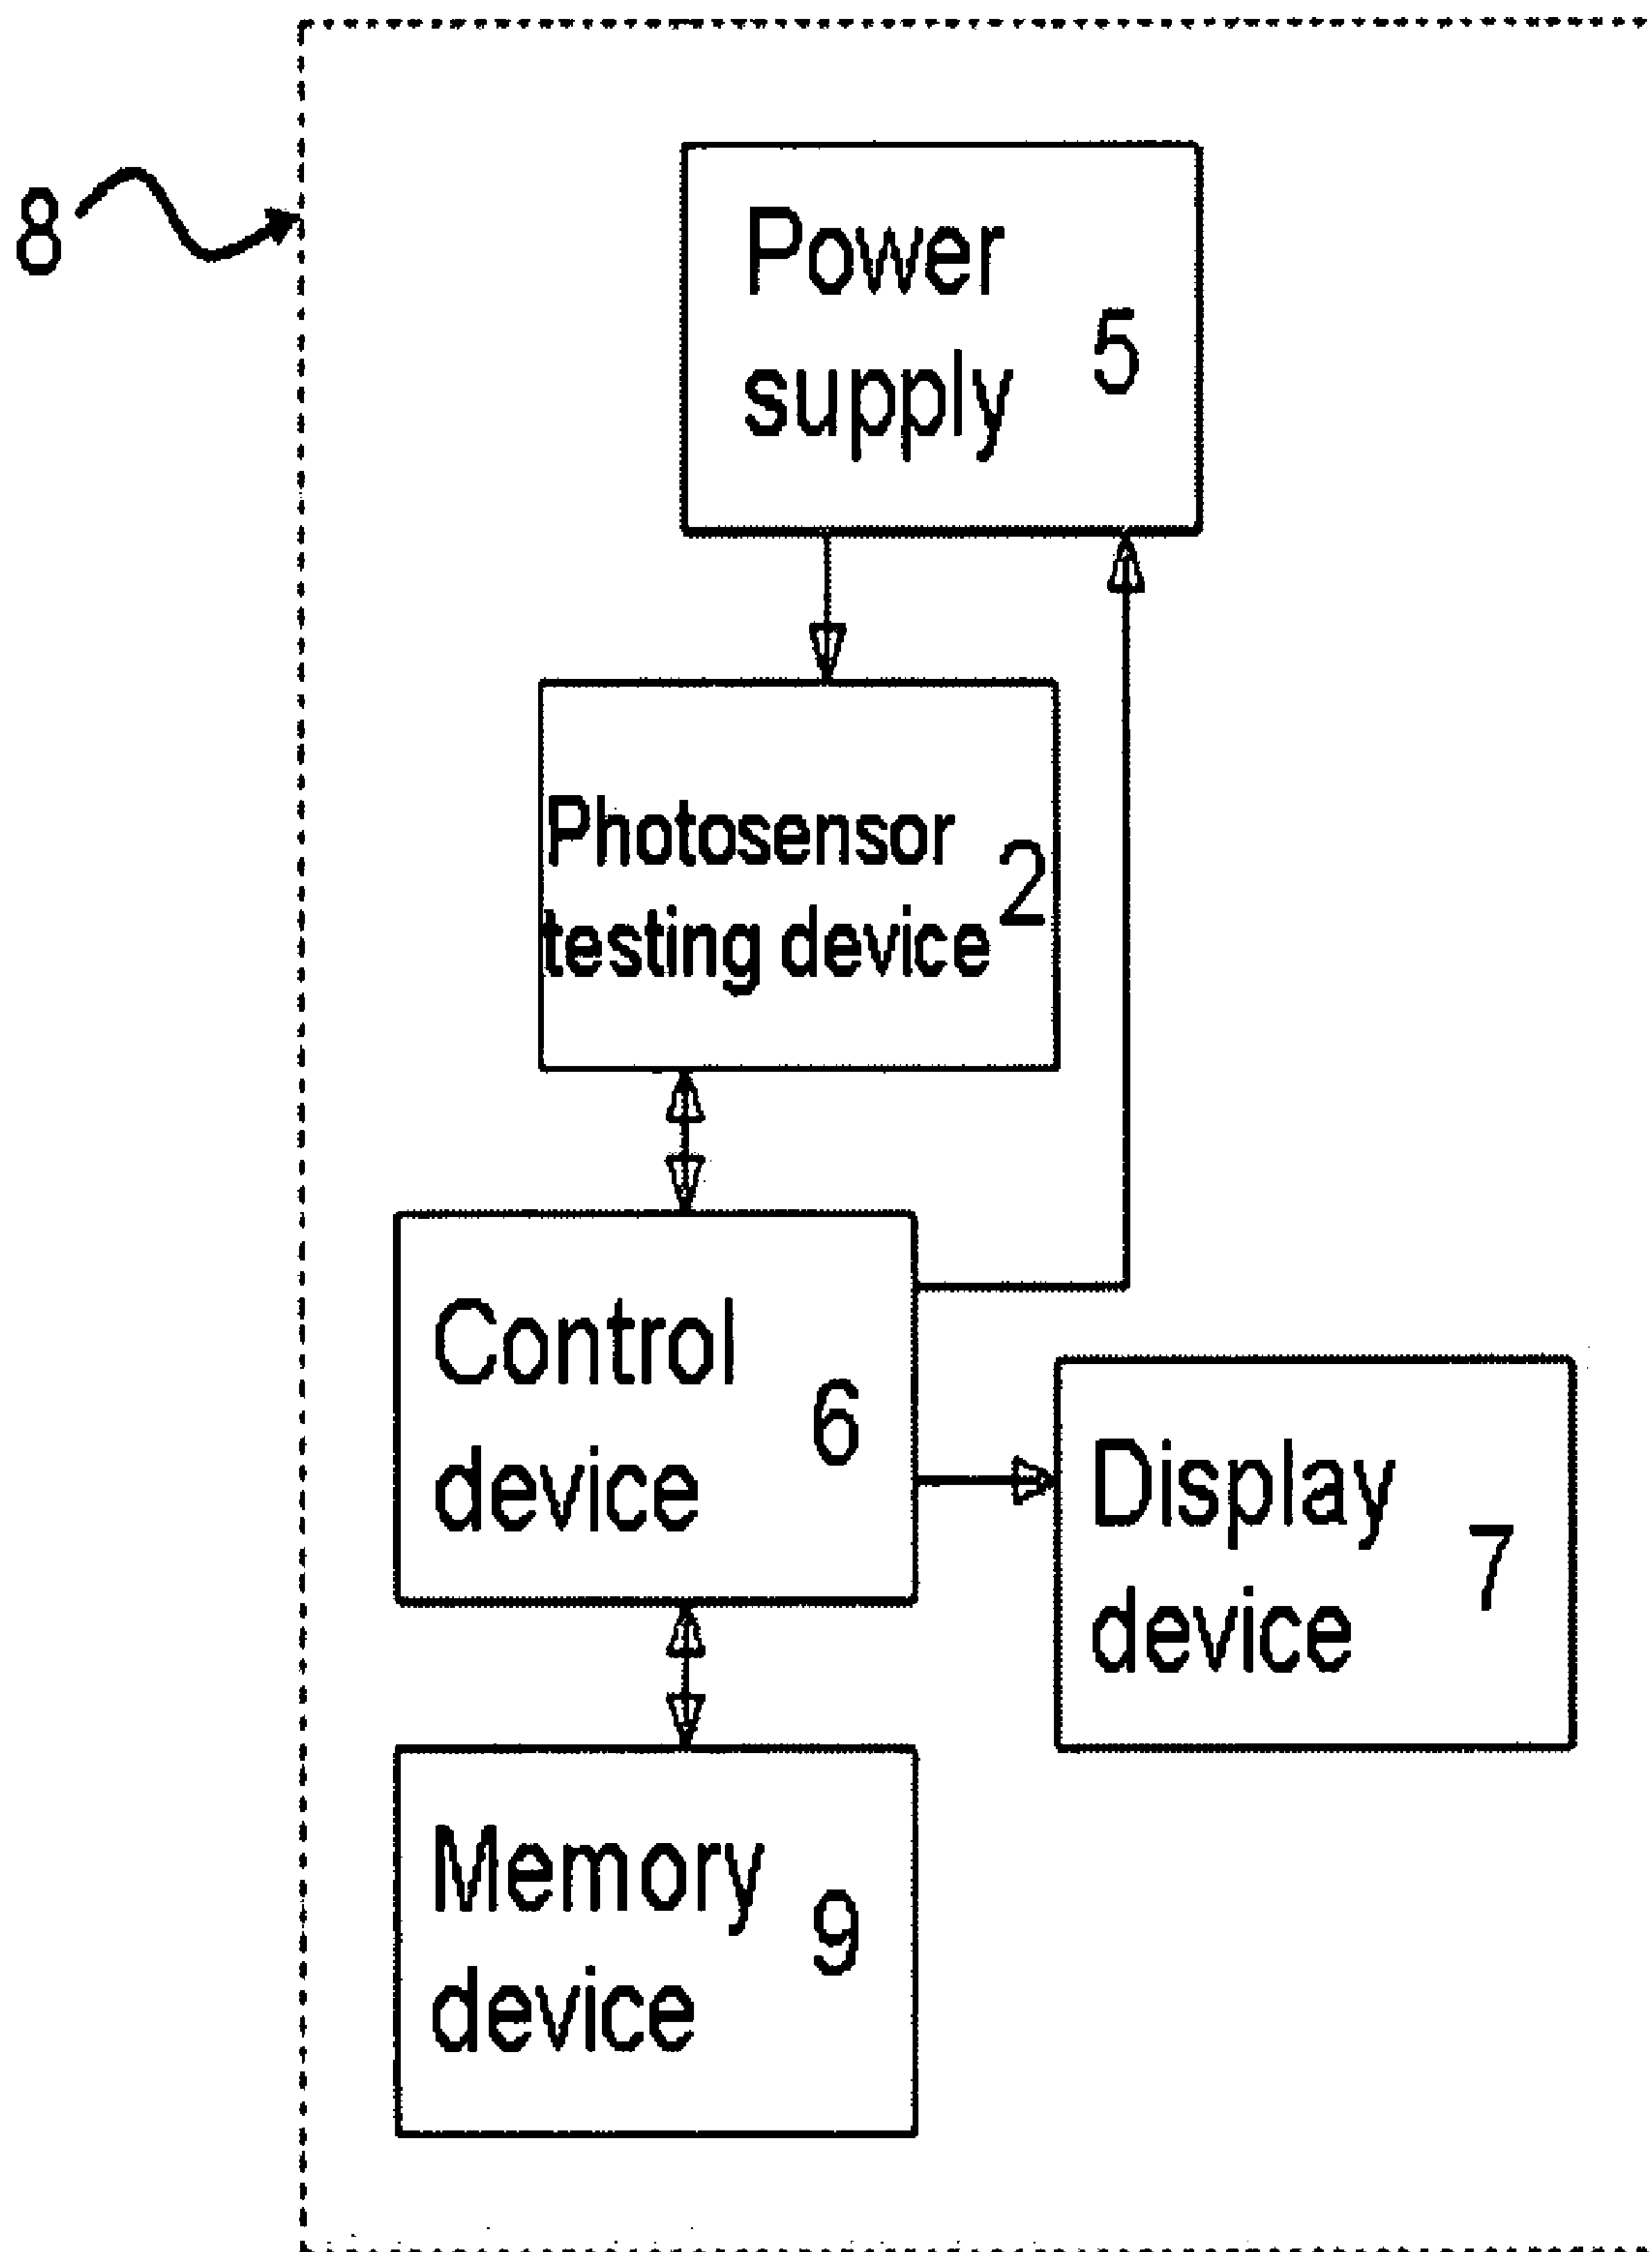 8
Power
supply 5
Photosensor
testing device 2
Control
device 6
Display
device 7
Memory
device 9